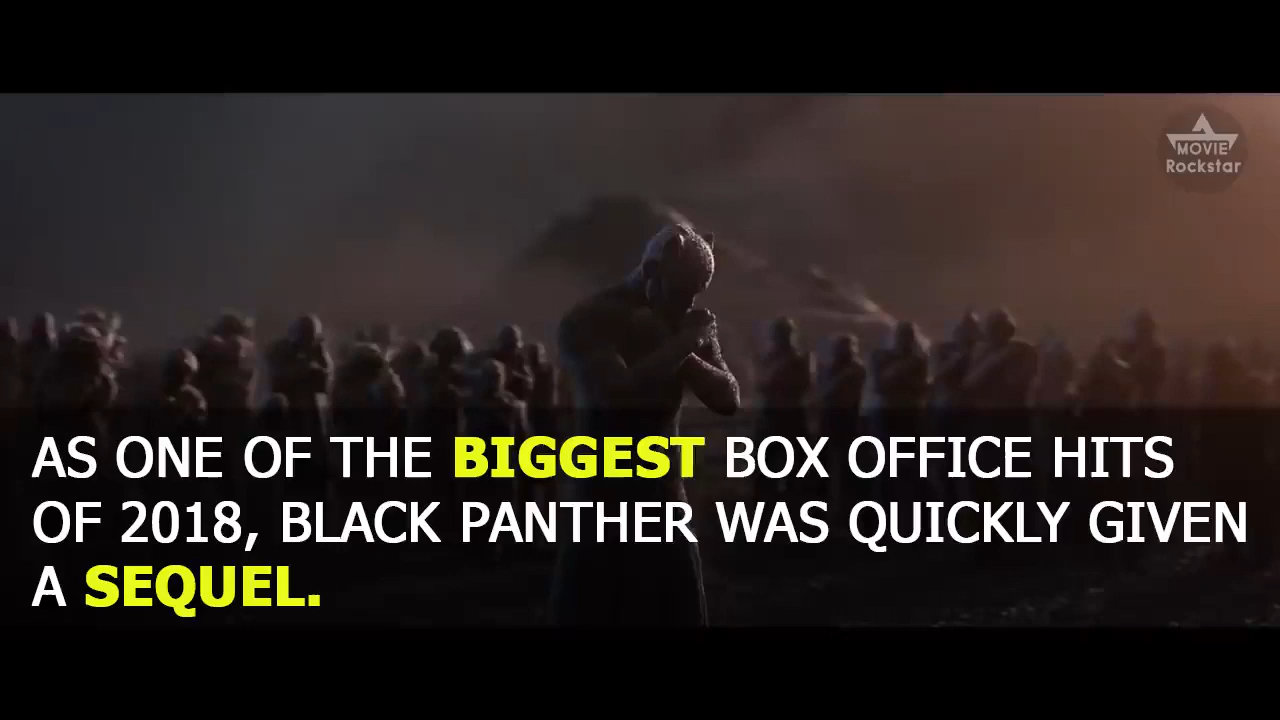 MOVIE
Rockstar
AS ONE OF THE BIGGEST BOX OFFICE HITS
OF 2018, BLACK PANTHER WAS QUICKLY GIVEN
A SEQUEL.